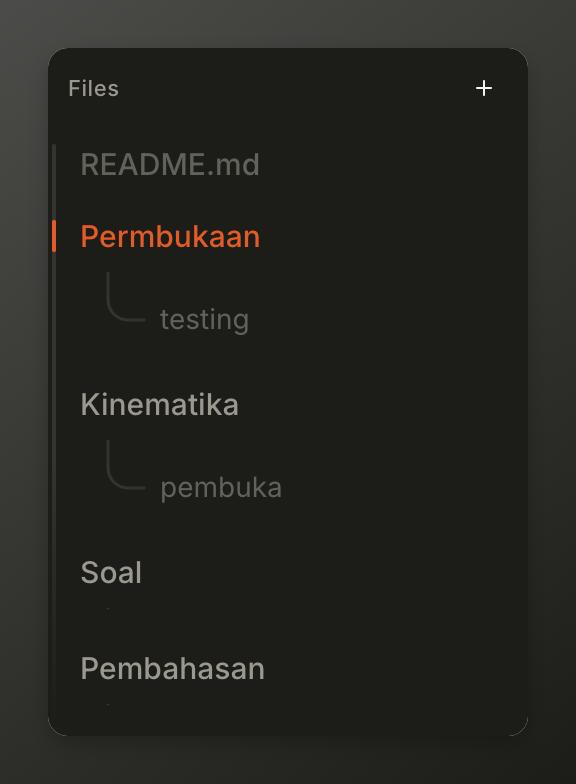 Files
README.md
Permbukaan
testing
Kinematika
pembuka
Soal
Pembahasan